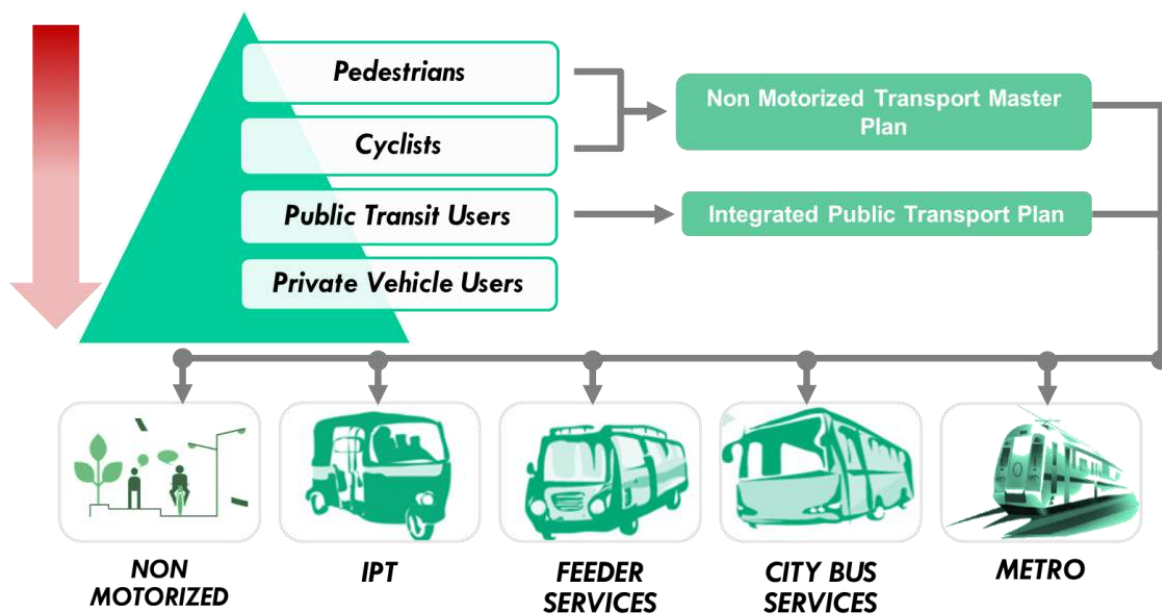 Pedestrians
Cyclists
Public Transit Users
Private Vehicle Users
Non Motorized Transport Master
Plan
Integrated Public Transport Plan
NON
MOTORIZED
IPT
FEEDER
SERVICES
CITY BUS
SERVICES
METRO